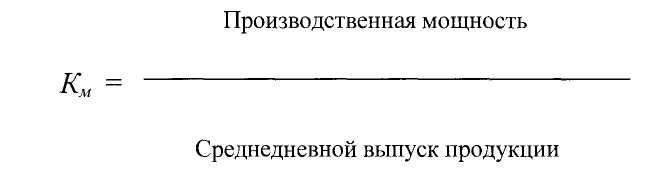 Производственная мощность
Kм =
Среднедневной выпуск продукции